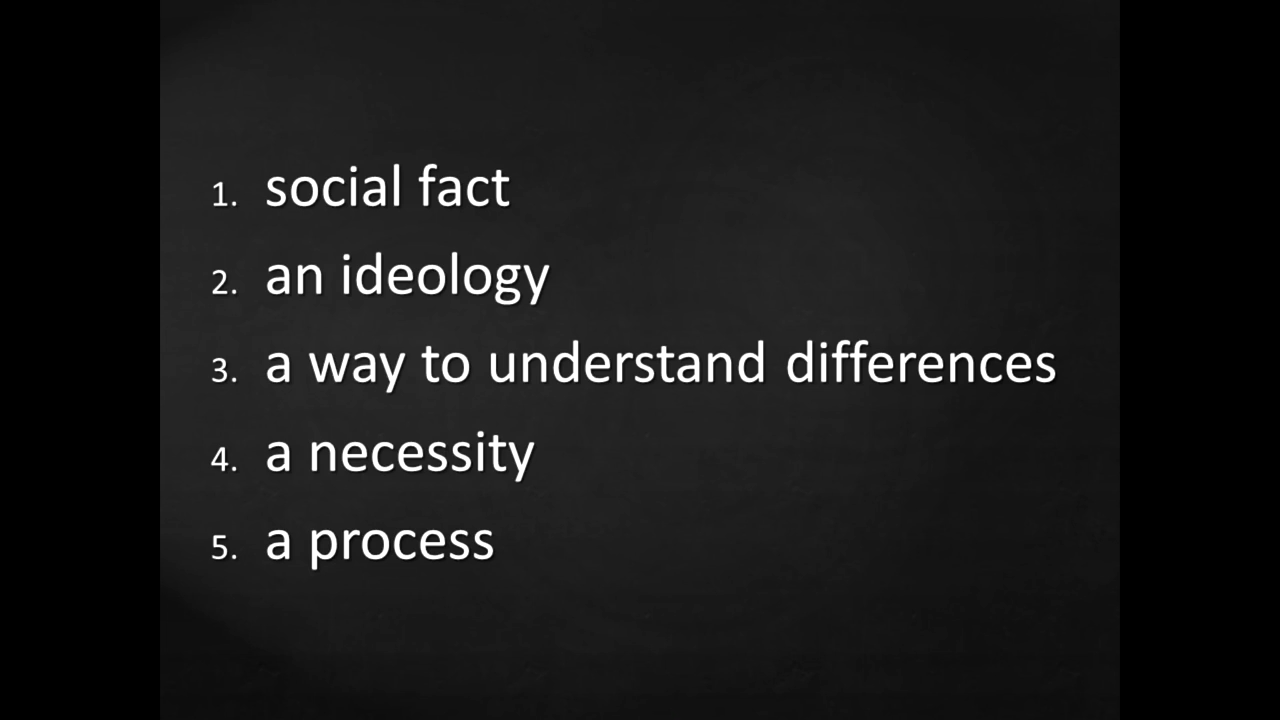 1. social fact
2. an ideology
3. a way to understand differences
4. a necessity
5. a process